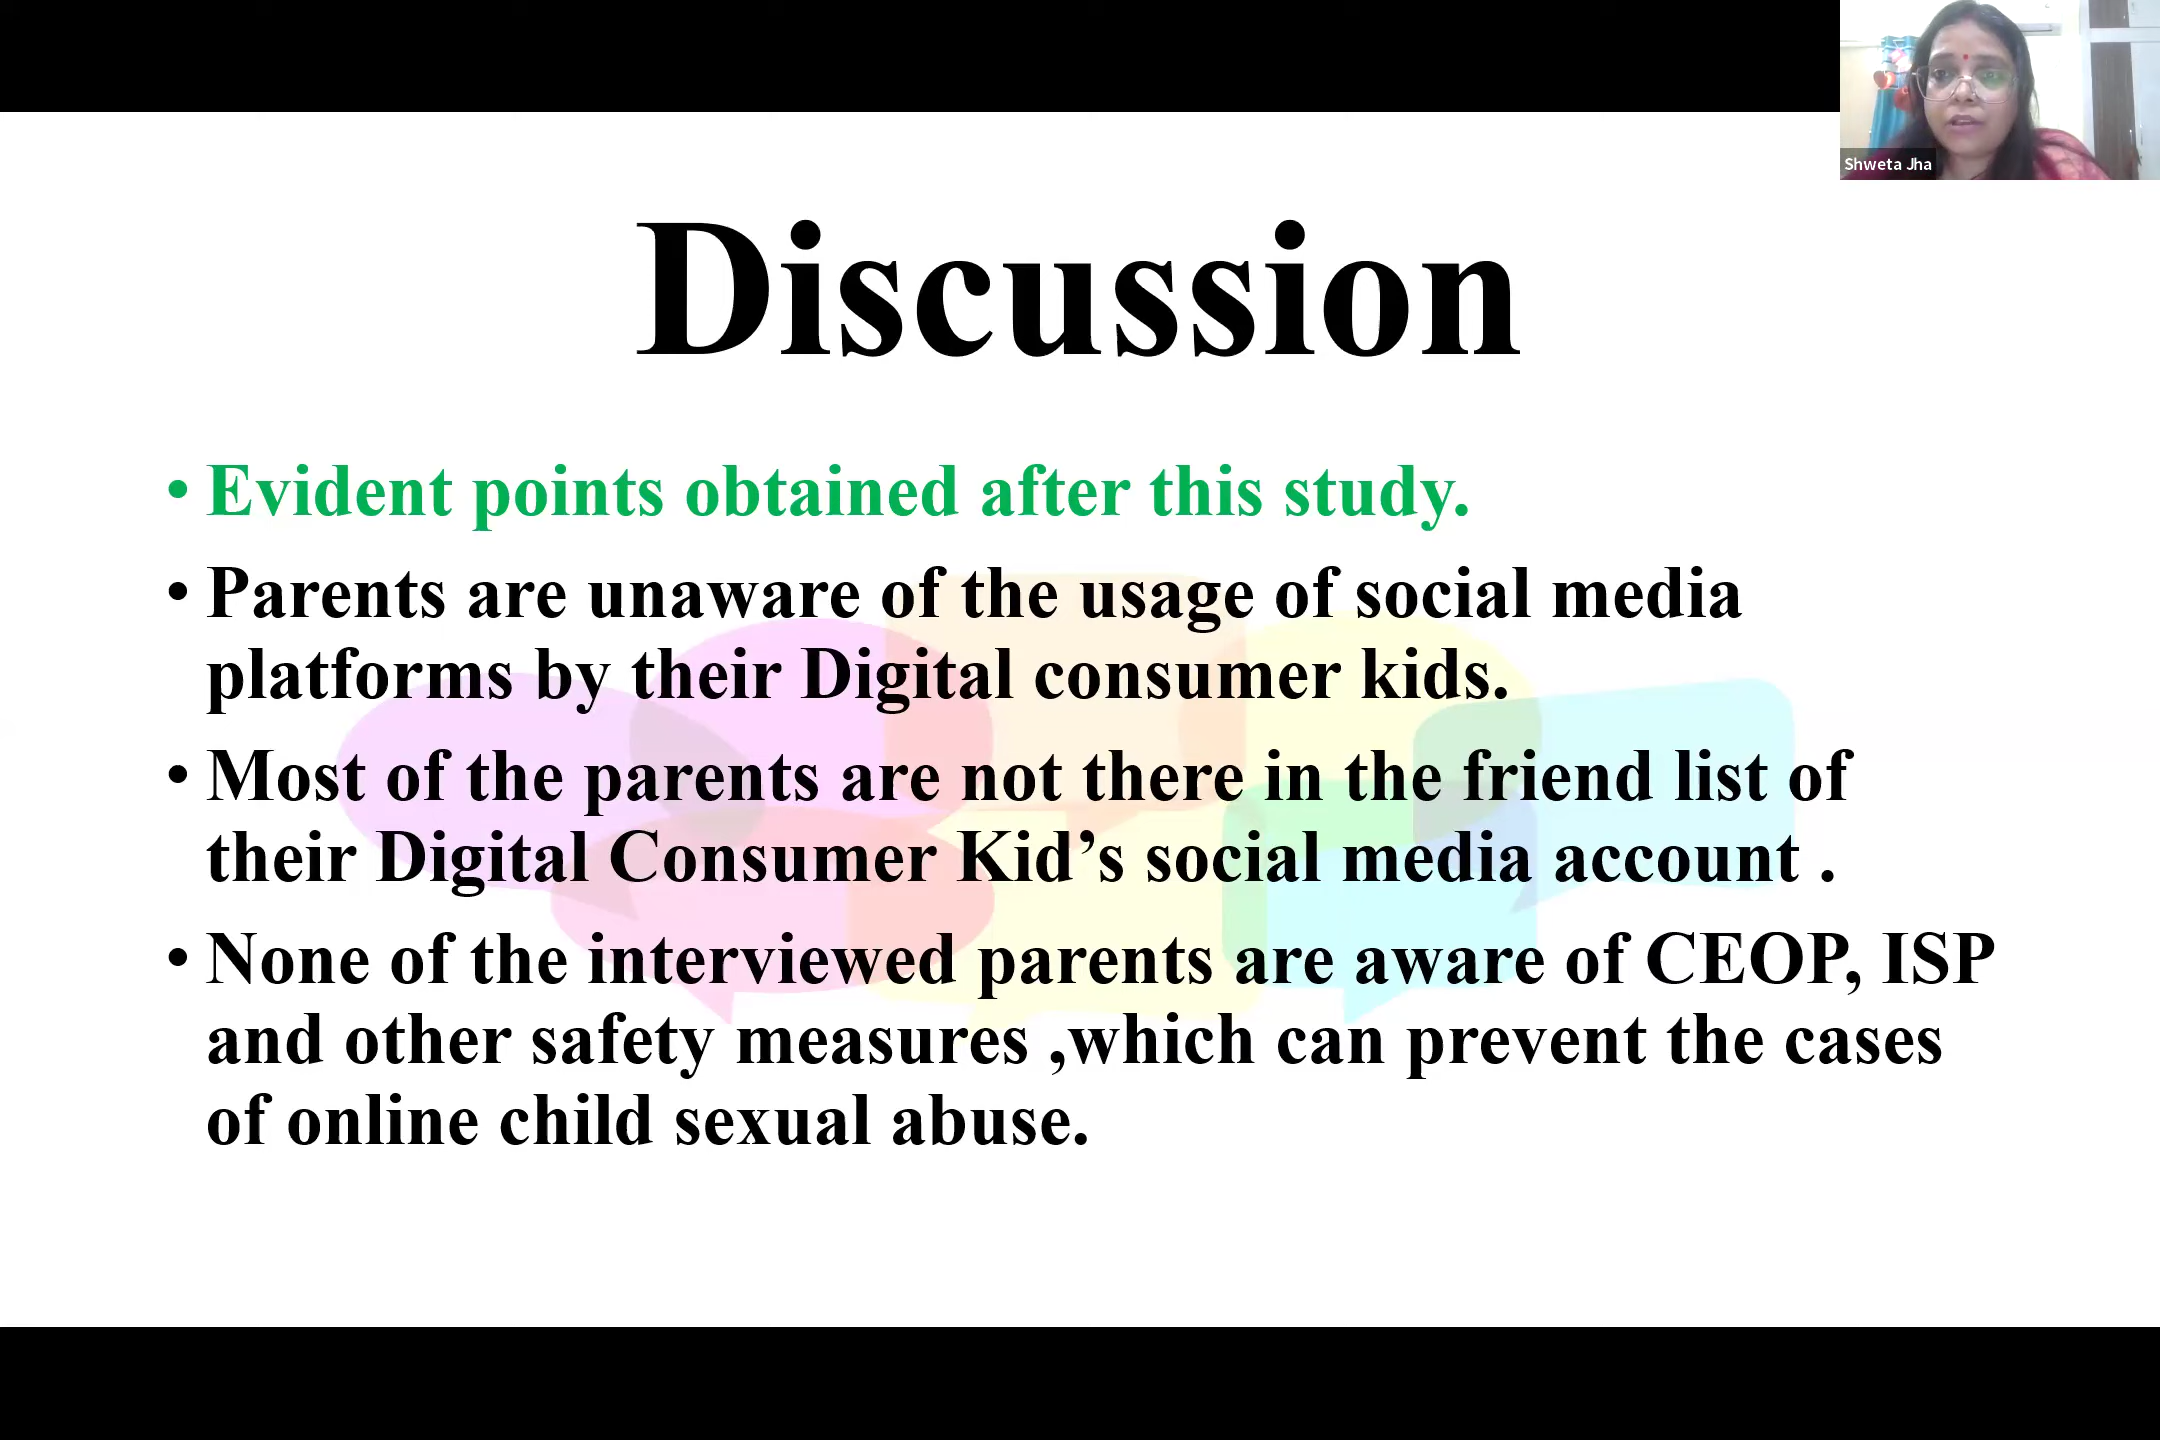 Shweta Jha
Discussion
• Evident points obtained after this study.
• Parents are unaware of the usage of social media
platforms by their Digital consumer kids.
• Most of the parents are not there in the friend list of
their Digital Consumer Kid’s social media account .
• None of the interviewed parents are aware of CEOP, ISP
and other safety measures ,which can prevent the cases
of online child sexual abuse.